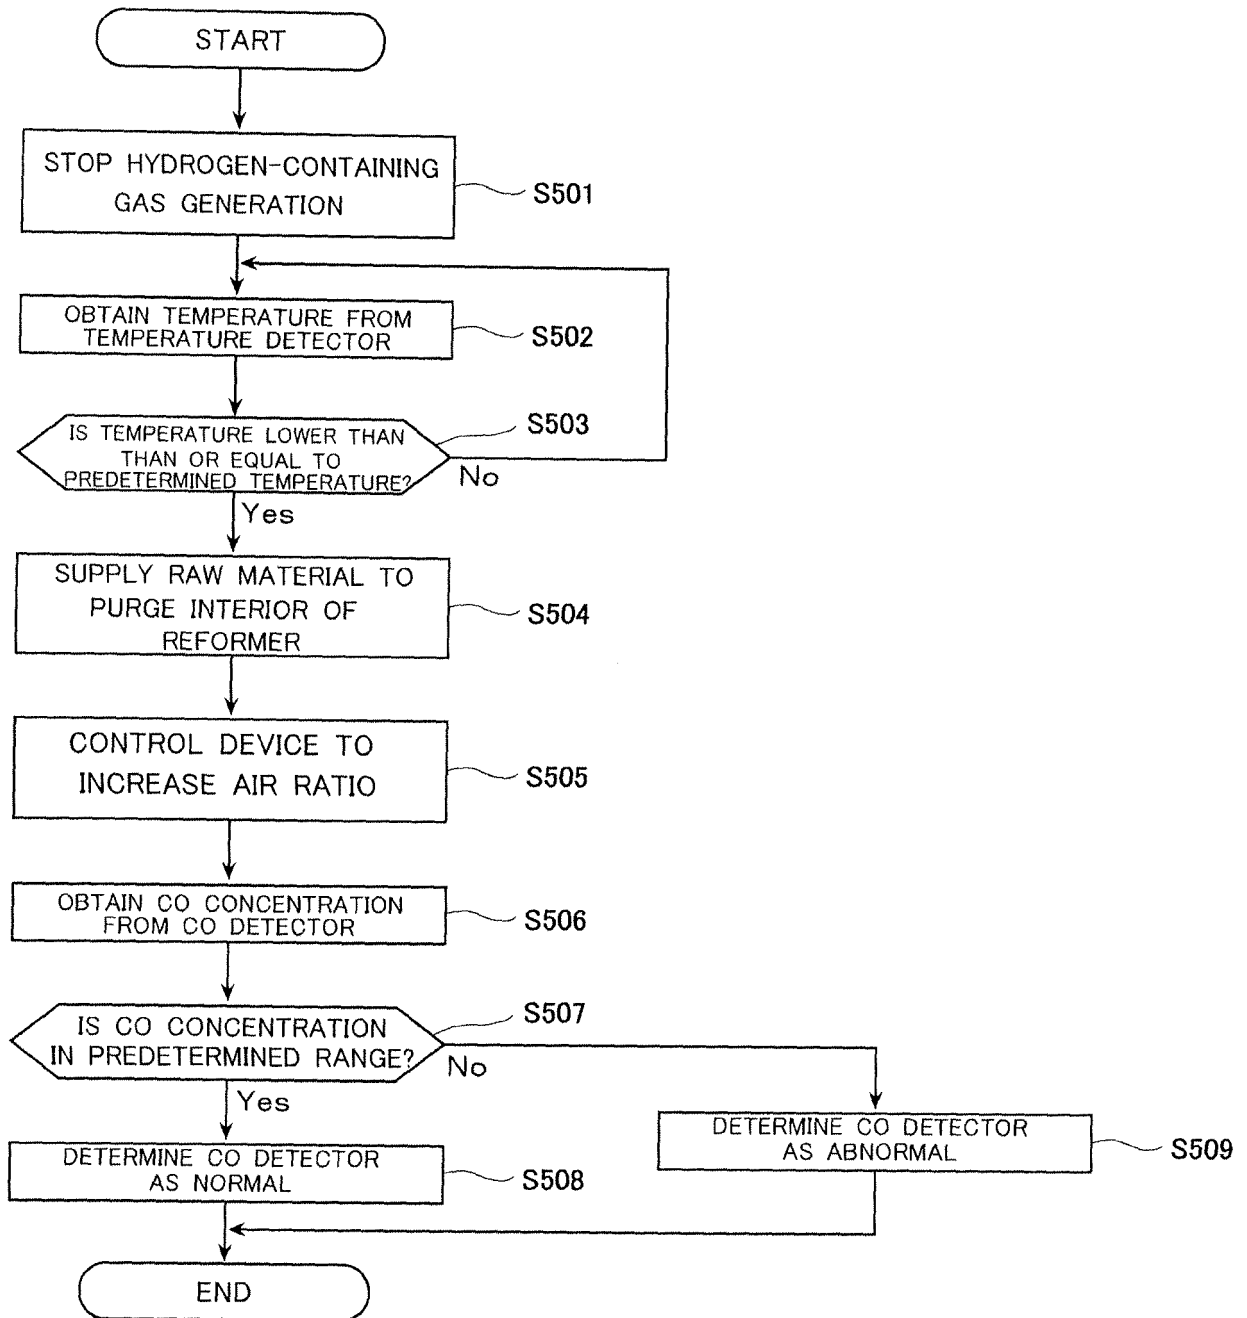 START
STOP HYDROGEN-CONTAINING
GAS GENERATION
S501
OBTAIN TEMPERATURE FROM
TEMPERATURE DETECTOR
S502
IS TEMPERATURE LOWER THAN
THAN OR EQUAL TO
PREDETERMINED TEMPERATURE?
S503
No
Yes
SUPPLY RAW MATERIAL TO
PURGE INTERIOR OF
REFORMER
S504
CONTROL DEVICE TO
INCREASE AIR RATIO
S505
OBTAIN CO CONCENTRATION
FROM CO DETECTOR
S506
IS CO CONCENTRATION
IN PREDETERMINED RANGE?
S507
No
Yes
DETERMINE CO DETECTOR
AS NORMAL
S508
DETERMINE CO DETECTOR
AS ABNORMAL
S509
END